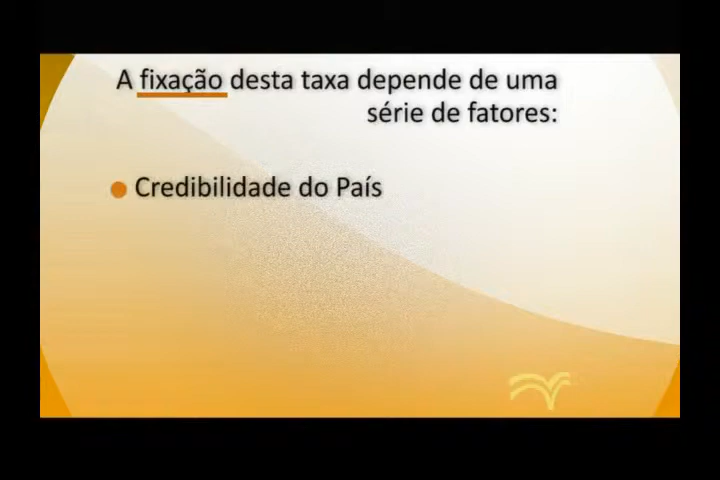 A fixação desta taxa depende de uma
série de fatores:
Credibilidade do País